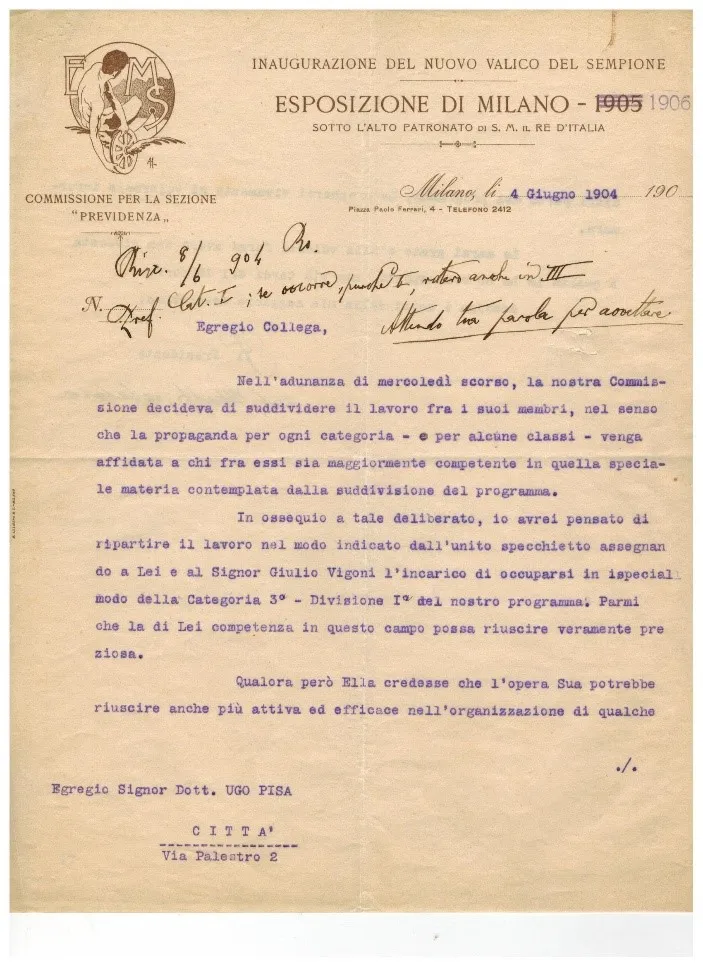 E M S
INAUGURAZIONE DEL NUOVO VALICO DEL SEMPIONE
ESPOSIZIONE DI MILANO - 1905 1906
SOTTO L'ALTO PATRONATO DI S. M. IL RE D'ITALIA
COMMISSIONE PER LA SEZIONE
"PREVIDENZA„
Milano, li 4 Giugno 1904 190
Piazza Paolo Ferrari, 4 - TELEFONO 2412
8/6 904
N. Pref. Cat. I; se occorre, in III
Attendo tua parola per accettare
Egregio Collega,
Nell'adunanza di mercoledì scorso, la nostra Commis-
sione decideva di suddividere il lavoro fra i suoi membri, nel senso
che la propaganda per ogni categoria - e per alcune classi - venga
affidata a chi fra essi sia maggiormente competente in quella specia-
le materia contemplata dalla suddivisione del programma.
In ossequio a tale deliberato, io avrei pensato di
ripartire il lavoro nel modo indicato dall'unito specchietto assegnan
do a Lei e al Signor Giulio Vigoni l'incarico di occuparsi in ispecial
modo della Categoria 3ª - Divisione Iª del nostro programma. Parmi
che la di Lei competenza in questo campo possa riuscire veramente pre
ziosa.
Qualora però Ella credesse che l'opera Sua potrebbe
riuscire anche più attiva ed efficace nell'organizzazione di qualche
./.
Egregio Signor Dott. UGO PISA
CITTA'
Via Palestro 2